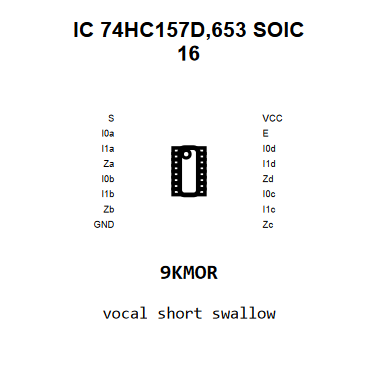 IC 74HC157D,653 SOIC
16
S VCC
I0a E
I1a I0d
Za I1d
I0b Zd
I1b I0c
Zb I1c
GND Zc
9KMOR
vocal short swallow